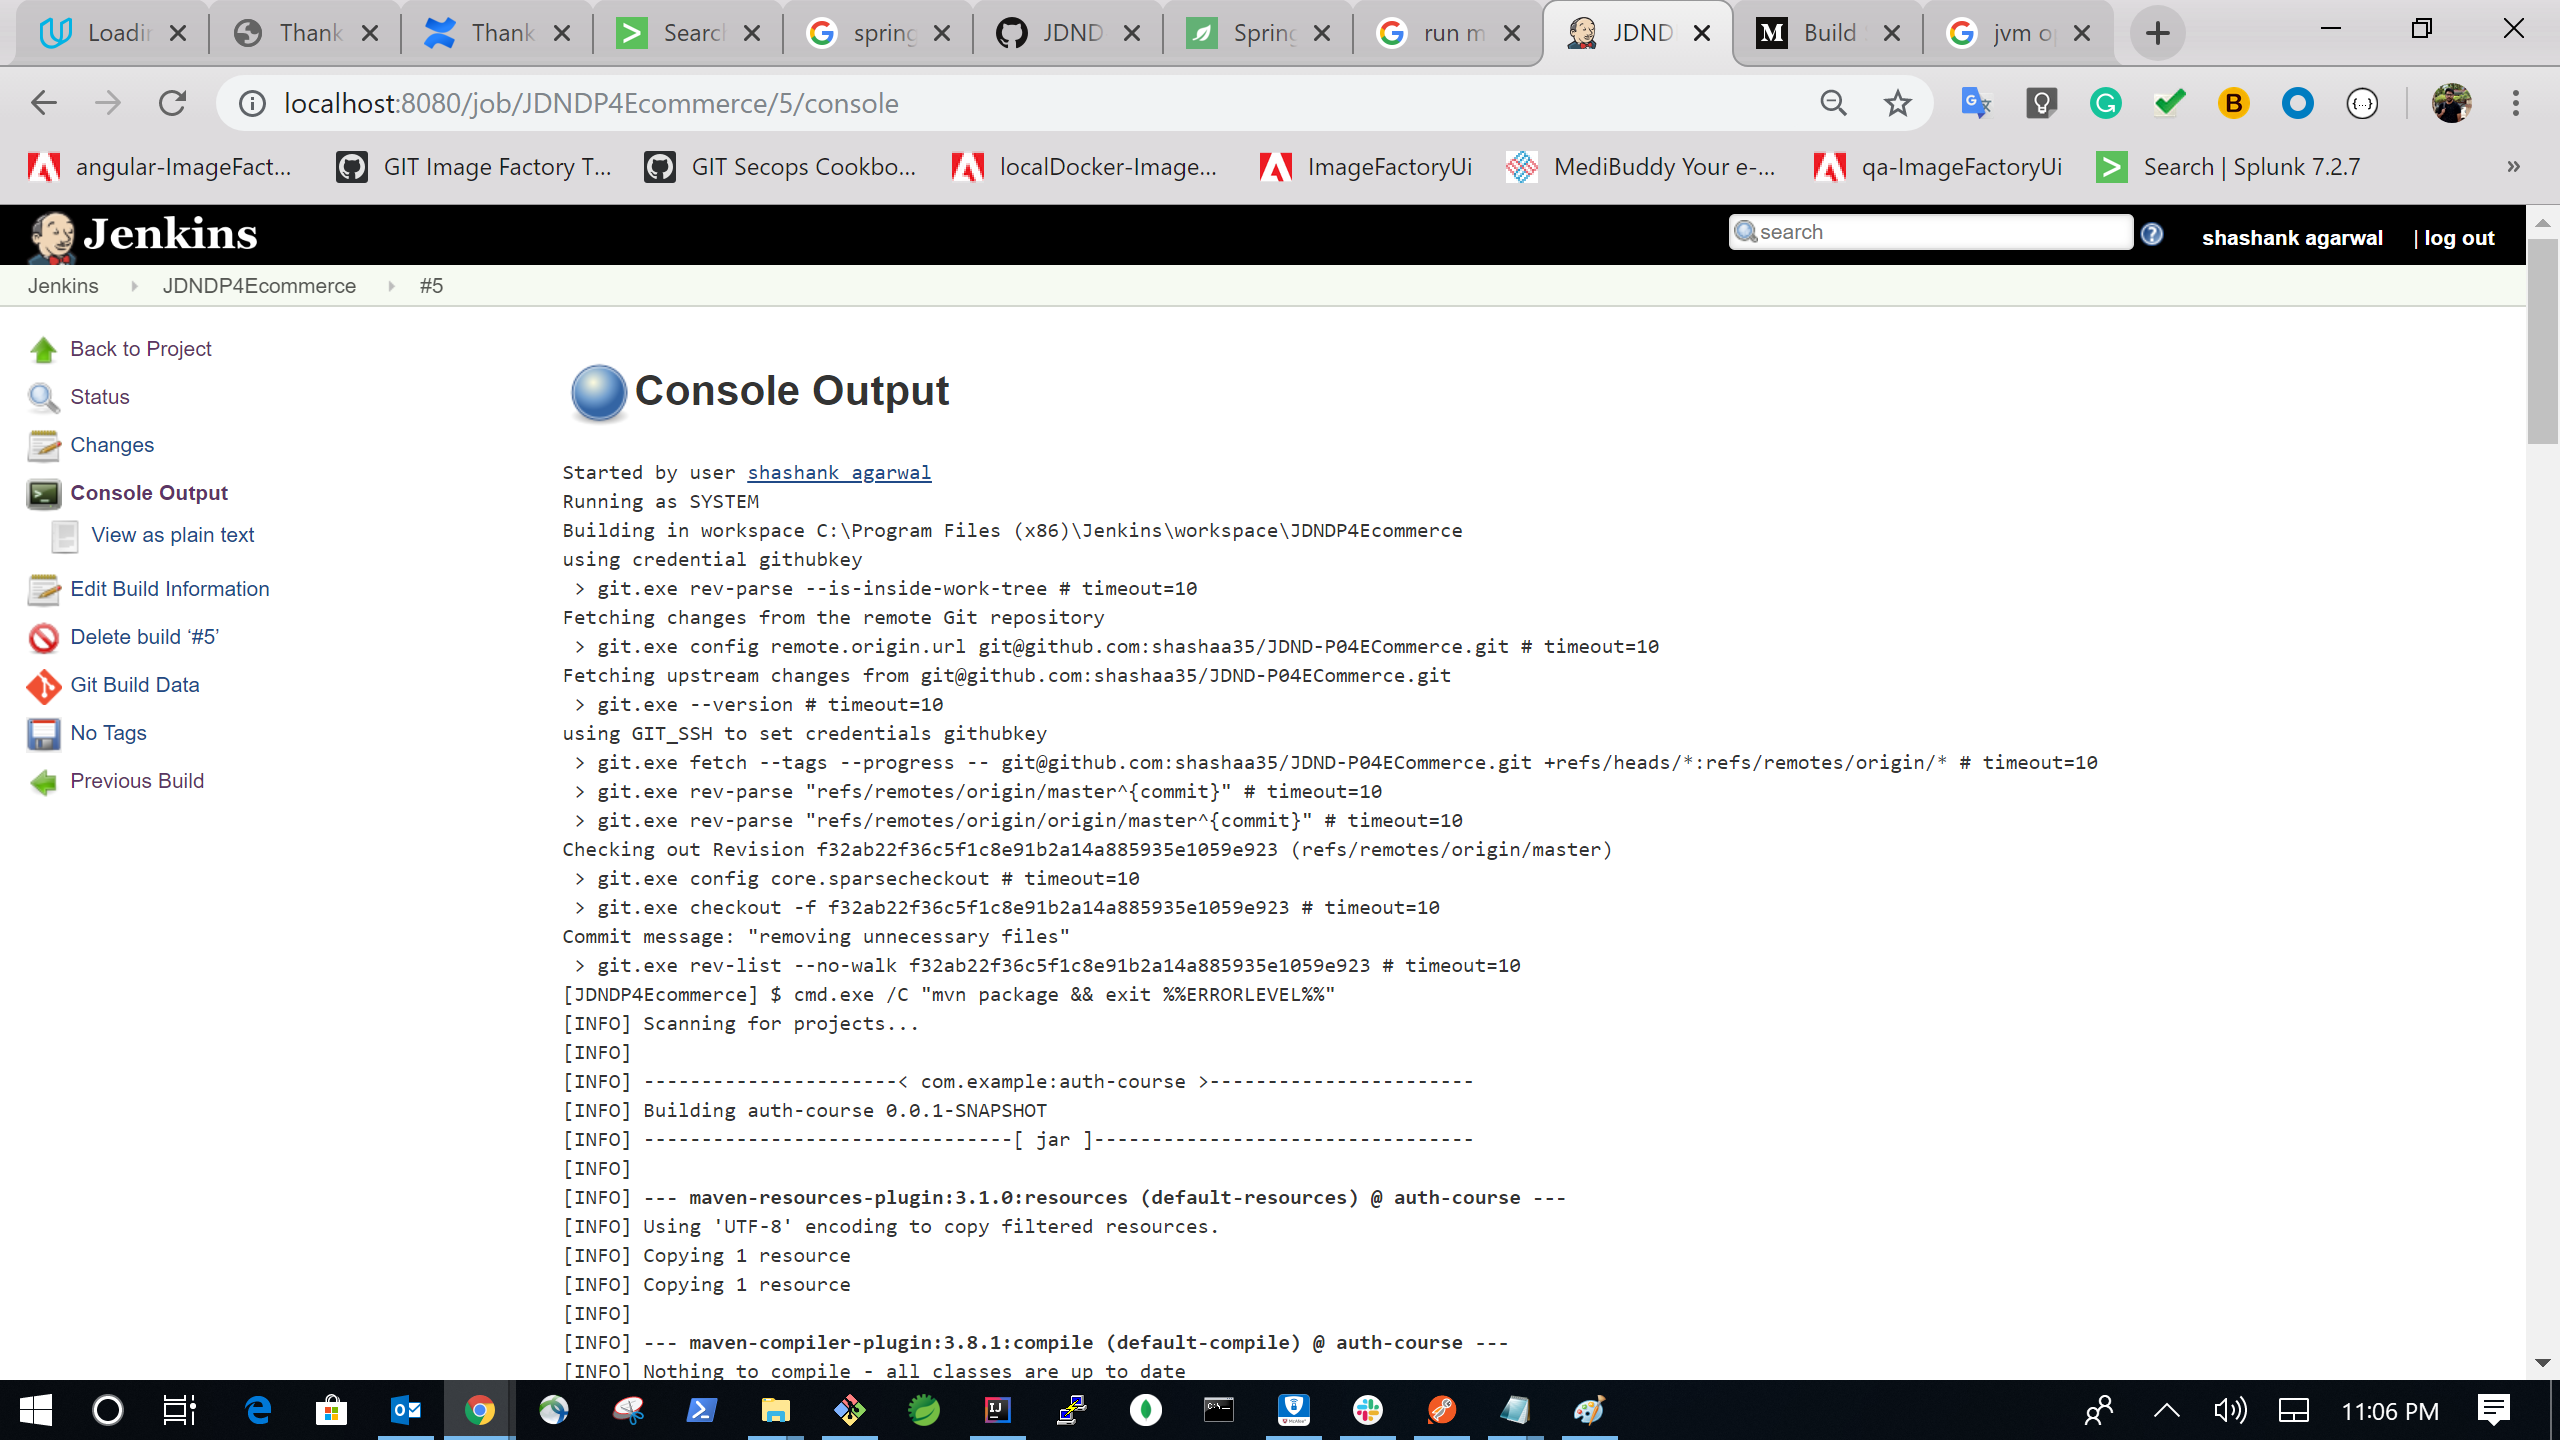 Loadin
Thank
Thank
Search
spring
JDND
Spring
run m
JDND
Build
jvm op
localhost:8080/job/JDNDP4Ecommerce/5/console
angular-ImageFact...
GIT Image Factory T...
GIT Secops Cookbo...
localDocker-Image...
ImageFactoryUi
MediBuddy Your e-...
qa-ImageFactoryUi
Search | Splunk 7.2.7
»
Jenkins
search
shashank agarwal
| log out
Jenkins
JDNDP4Ecommerce
#5
Back to Project
Status
Changes
Console Output
View as plain text
Edit Build Information
Delete build ‘#5’
Git Build Data
No Tags
Previous Build
Console Output
Started by user shashank agarwal
Running as SYSTEM
Building in workspace C:\Program Files (x86)\Jenkins\workspace\JDNDP4Ecommerce
using credential githubkey
> git.exe rev-parse --is-inside-work-tree # timeout=10
Fetching changes from the remote Git repository
> git.exe config remote.origin.url git@github.com:shashaa35/JDND-P04ECommerce.git # timeout=10
Fetching upstream changes from git@github.com:shashaa35/JDND-P04ECommerce.git
> git.exe --version # timeout=10
using GIT_SSH to set credentials githubkey
> git.exe fetch --tags --progress -- git@github.com:shashaa35/JDND-P04ECommerce.git +refs/heads/*:refs/remotes/origin/* # timeout=10
> git.exe rev-parse "refs/remotes/origin/master^{commit}" # timeout=10
> git.exe rev-parse "refs/remotes/origin/origin/master^{commit}" # timeout=10
Checking out Revision f32ab22f36c5f1c8e91b2a14a885935e1059e923 (refs/remotes/origin/master)
> git.exe config core.sparsecheckout # timeout=10
> git.exe checkout -f f32ab22f36c5f1c8e91b2a14a885935e1059e923 # timeout=10
Commit message: "removing unnecessary files"
> git.exe rev-list --no-walk f32ab22f36c5f1c8e91b2a14a885935e1059e923 # timeout=10
[JDNDP4Ecommerce] $ cmd.exe /C "mvn package && exit %%ERRORLEVEL%%"
[INFO] Scanning for projects...
[INFO]
[INFO] ----------------------< com.example:auth-course >-----------------------
[INFO] Building auth-course 0.0.1-SNAPSHOT
[INFO] --------------------------------[ jar ]---------------------------------
[INFO]
[INFO] --- maven-resources-plugin:3.1.0:resources (default-resources) @ auth-course ---
[INFO] Using 'UTF-8' encoding to copy filtered resources.
[INFO] Copying 1 resource
[INFO] Copying 1 resource
[INFO]
[INFO] --- maven-compiler-plugin:3.8.1:compile (default-compile) @ auth-course ---
[INFO] Nothing to compile - all classes are up to date
11:06 PM